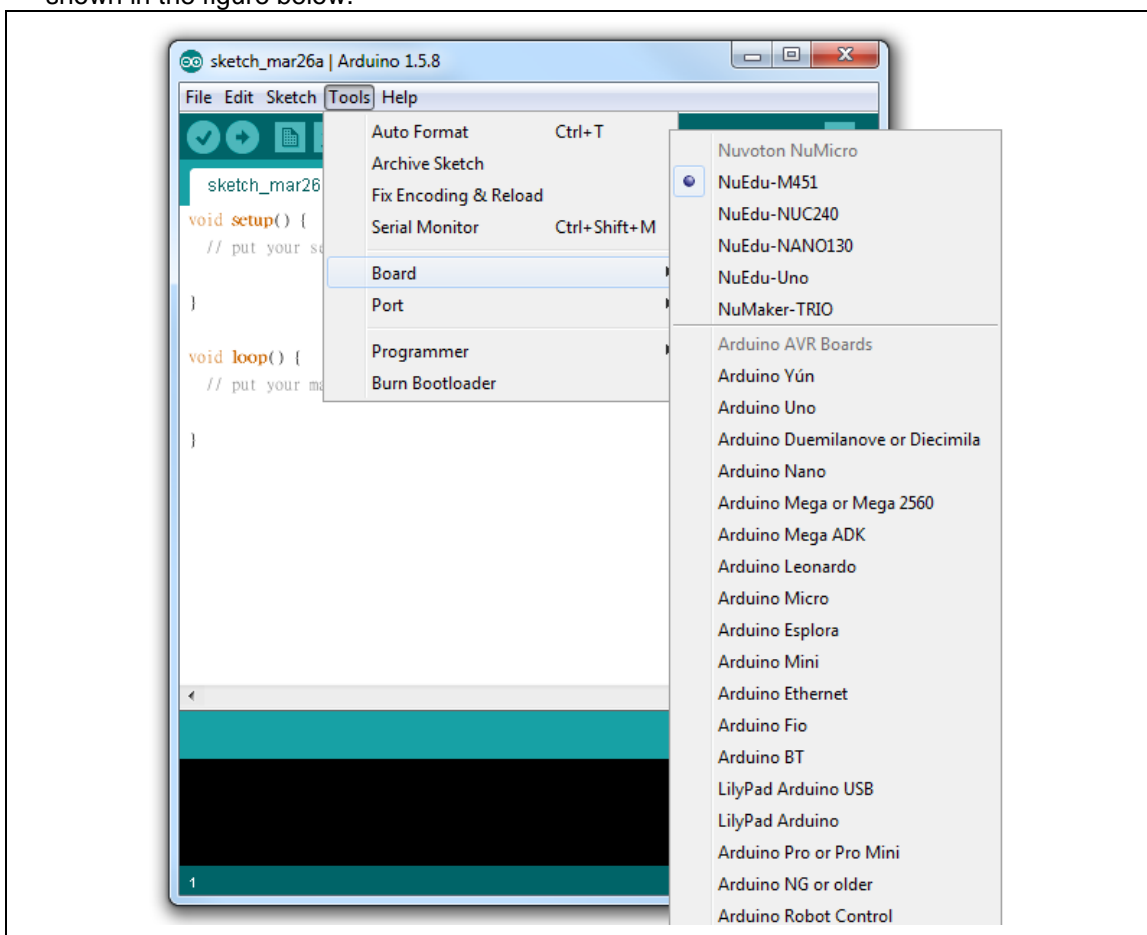 shown in the figure below.
sketch_mar26a | Arduino 1.5.8
File Edit Sketch Tools Help
sketch_mar26
void setup() {
// put your se
}
void loop() {
// put your ma
}
1
Auto Format Ctrl+T
Archive Sketch
Fix Encoding & Reload
Serial Monitor Ctrl+Shift+M
Board
Port
Programmer
Burn Bootloader
Nuvoton NuMicro
NuEdu-M451
NuEdu-NUC240
NuEdu-NANO130
NuEdu-Uno
NuMaker-TRIO
Arduino AVR Boards
Arduino Yún
Arduino Uno
Arduino Duemilanove or Diecimila
Arduino Nano
Arduino Mega or Mega 2560
Arduino Mega ADK
Arduino Leonardo
Arduino Micro
Arduino Esplora
Arduino Mini
Arduino Ethernet
Arduino Fio
Arduino BT
LilyPad Arduino USB
LilyPad Arduino
Arduino Pro or Pro Mini
Arduino NG or older
Arduino Robot Control